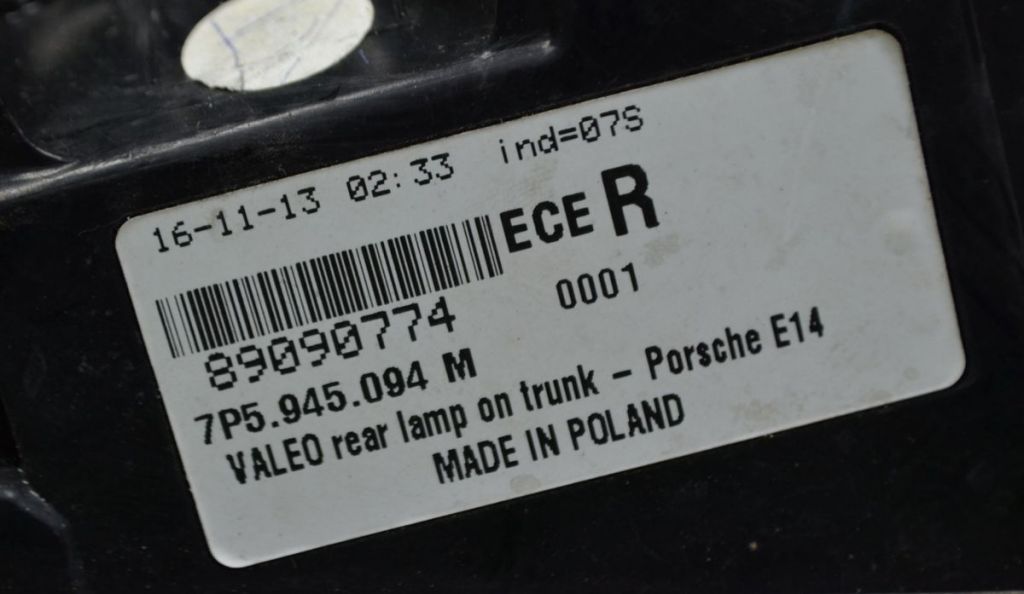 16-11-13 02:33 ind=07S
ECE R
89090774 0001
7P5.945.094 M
VALEO rear lamp on trunk – Porsche E14
MADE IN POLAND